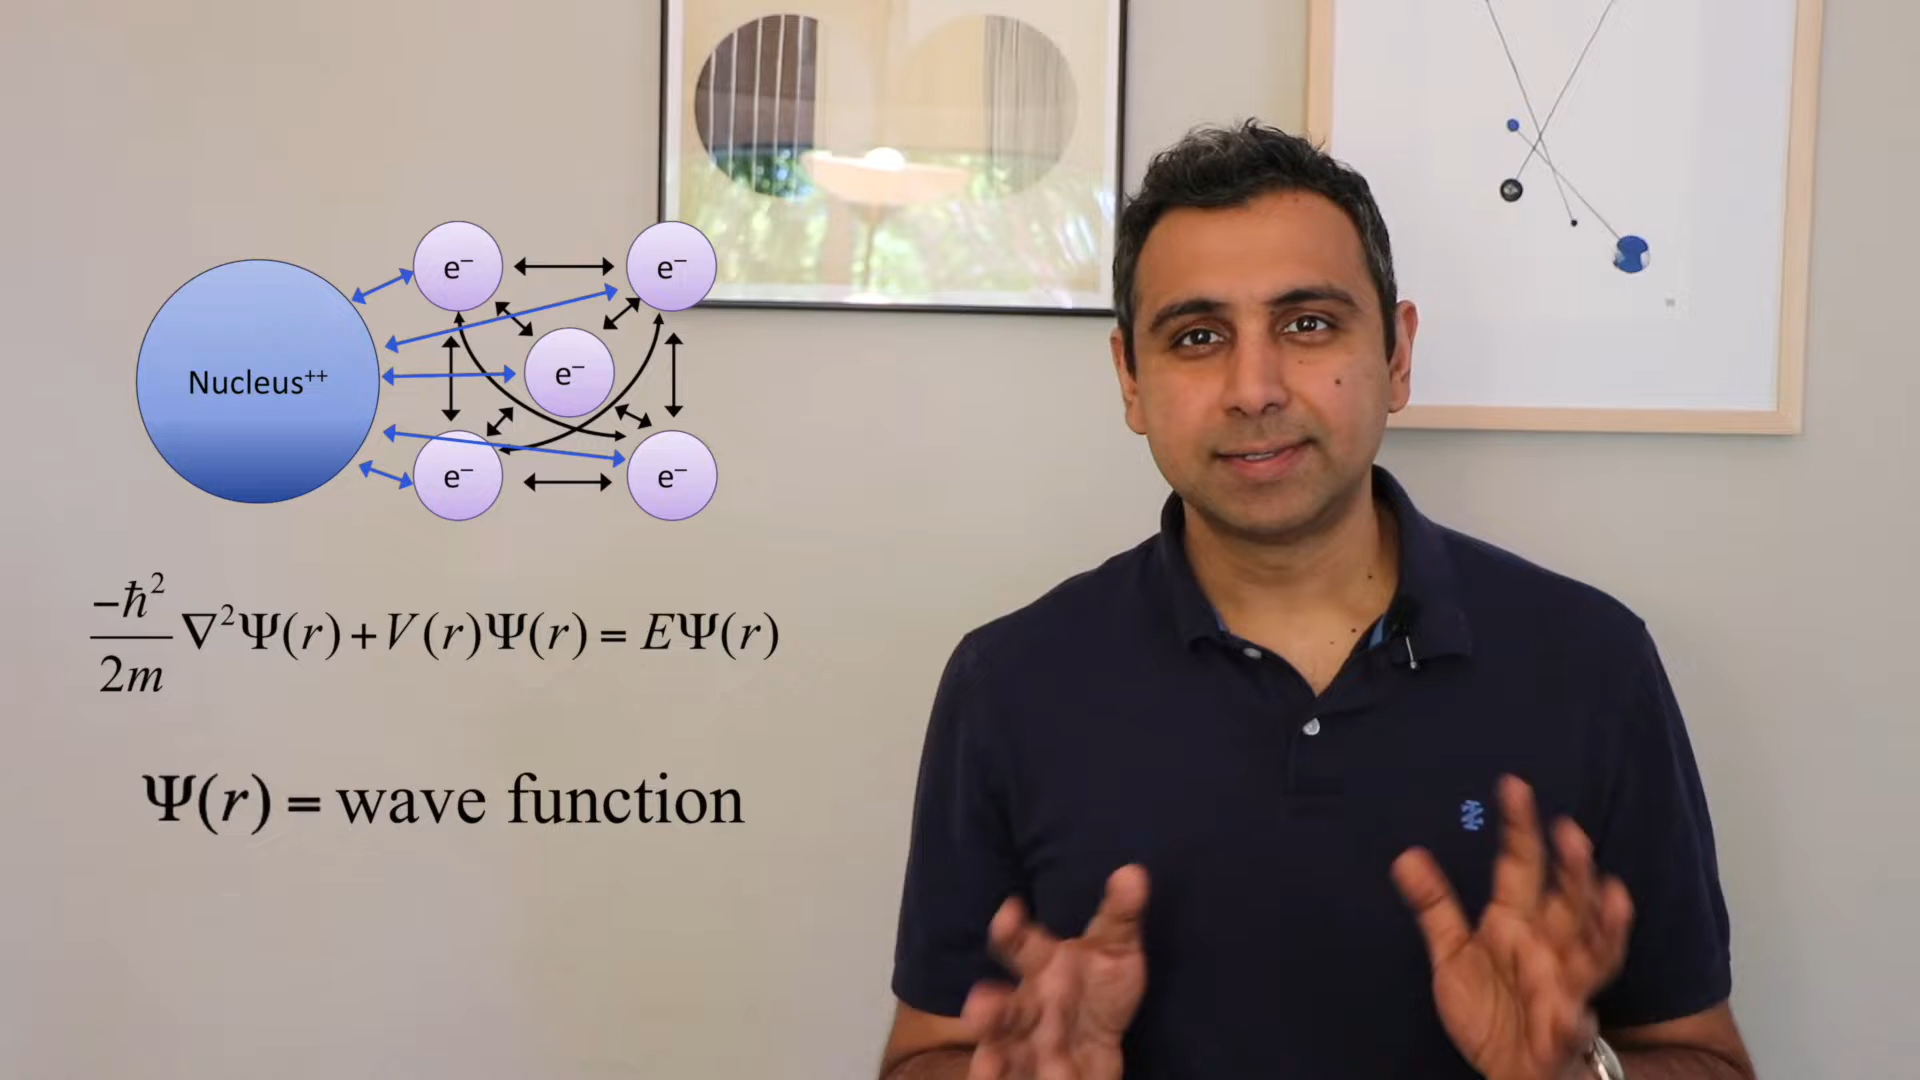 e⁻ e⁻
Nucleus⁺⁺ e⁻
e⁻ e⁻
−ħ²/2m ∇²Ψ(r)+V(r)Ψ(r) = EΨ(r)
Ψ(r) = wave function